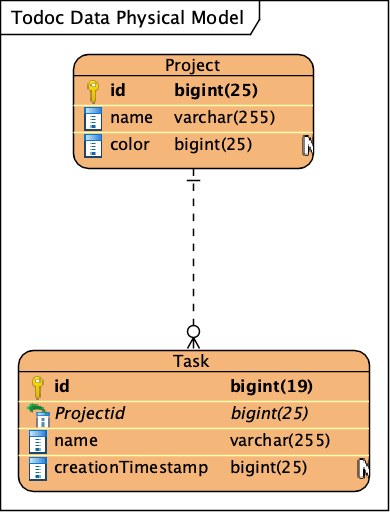 Todoc Data Physical Model
Project
id bigint(25)
name varchar(255)
color bigint(25) N
Task
id bigint(19)
Projectid bigint(25)
name varchar(255)
creationTimestamp bigint(25) N